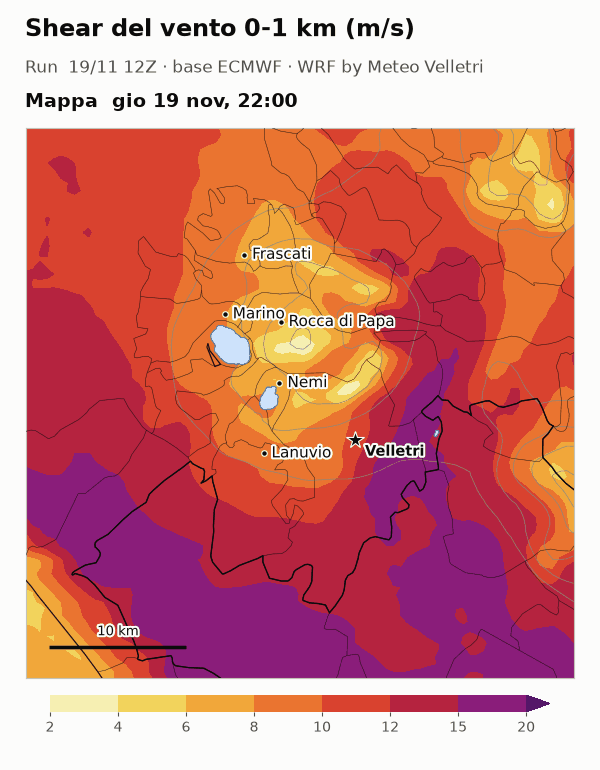 Shear del vento 0-1 km (m/s)
Run  19/11 12Z · base ECMWF · WRF by Meteo Velletri
Mappa  gio 19 nov, 22:00
Frascati
Marino
Rocca di Papa
Nemi
Velletri
Lanuvio
10 km
2 4 6 8 10 12 15 20